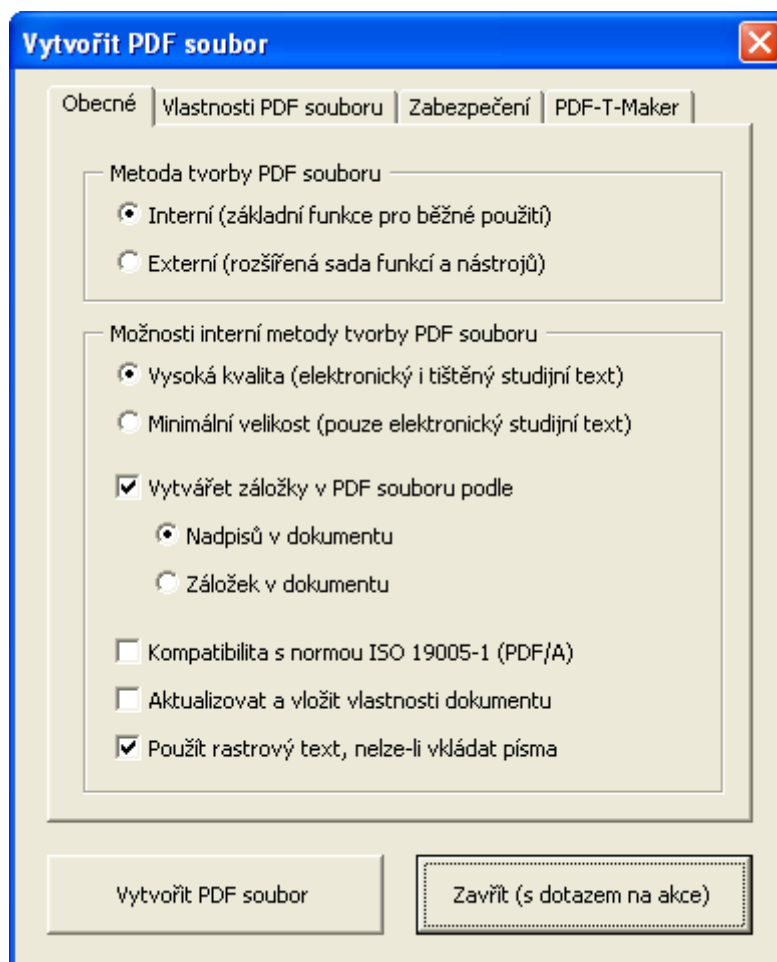 Vytvořit PDF soubor
Obecné Vlastnosti PDF souboru Zabezpečení PDF-T-Maker
Metoda tvorby PDF souboru
Interní (základní funkce pro běžné použití)
Externí (rozšířená sada funkcí a nástrojů)
Možnosti interní metody tvorby PDF souboru
Vysoká kvalita (elektronický i tištěný studijní text)
Minimální velikost (pouze elektronický studijní text)
Vytvářet záložky v PDF souboru podle
Nadpisů v dokumentu
Záložek v dokumentu
Kompatibilita s normou ISO 19005-1 (PDF/A)
Aktualizovat a vložit vlastnosti dokumentu
Použít rastrový text, nelze-li vkládat písma
Vytvořit PDF soubor Zavřít (s dotazem na akce)